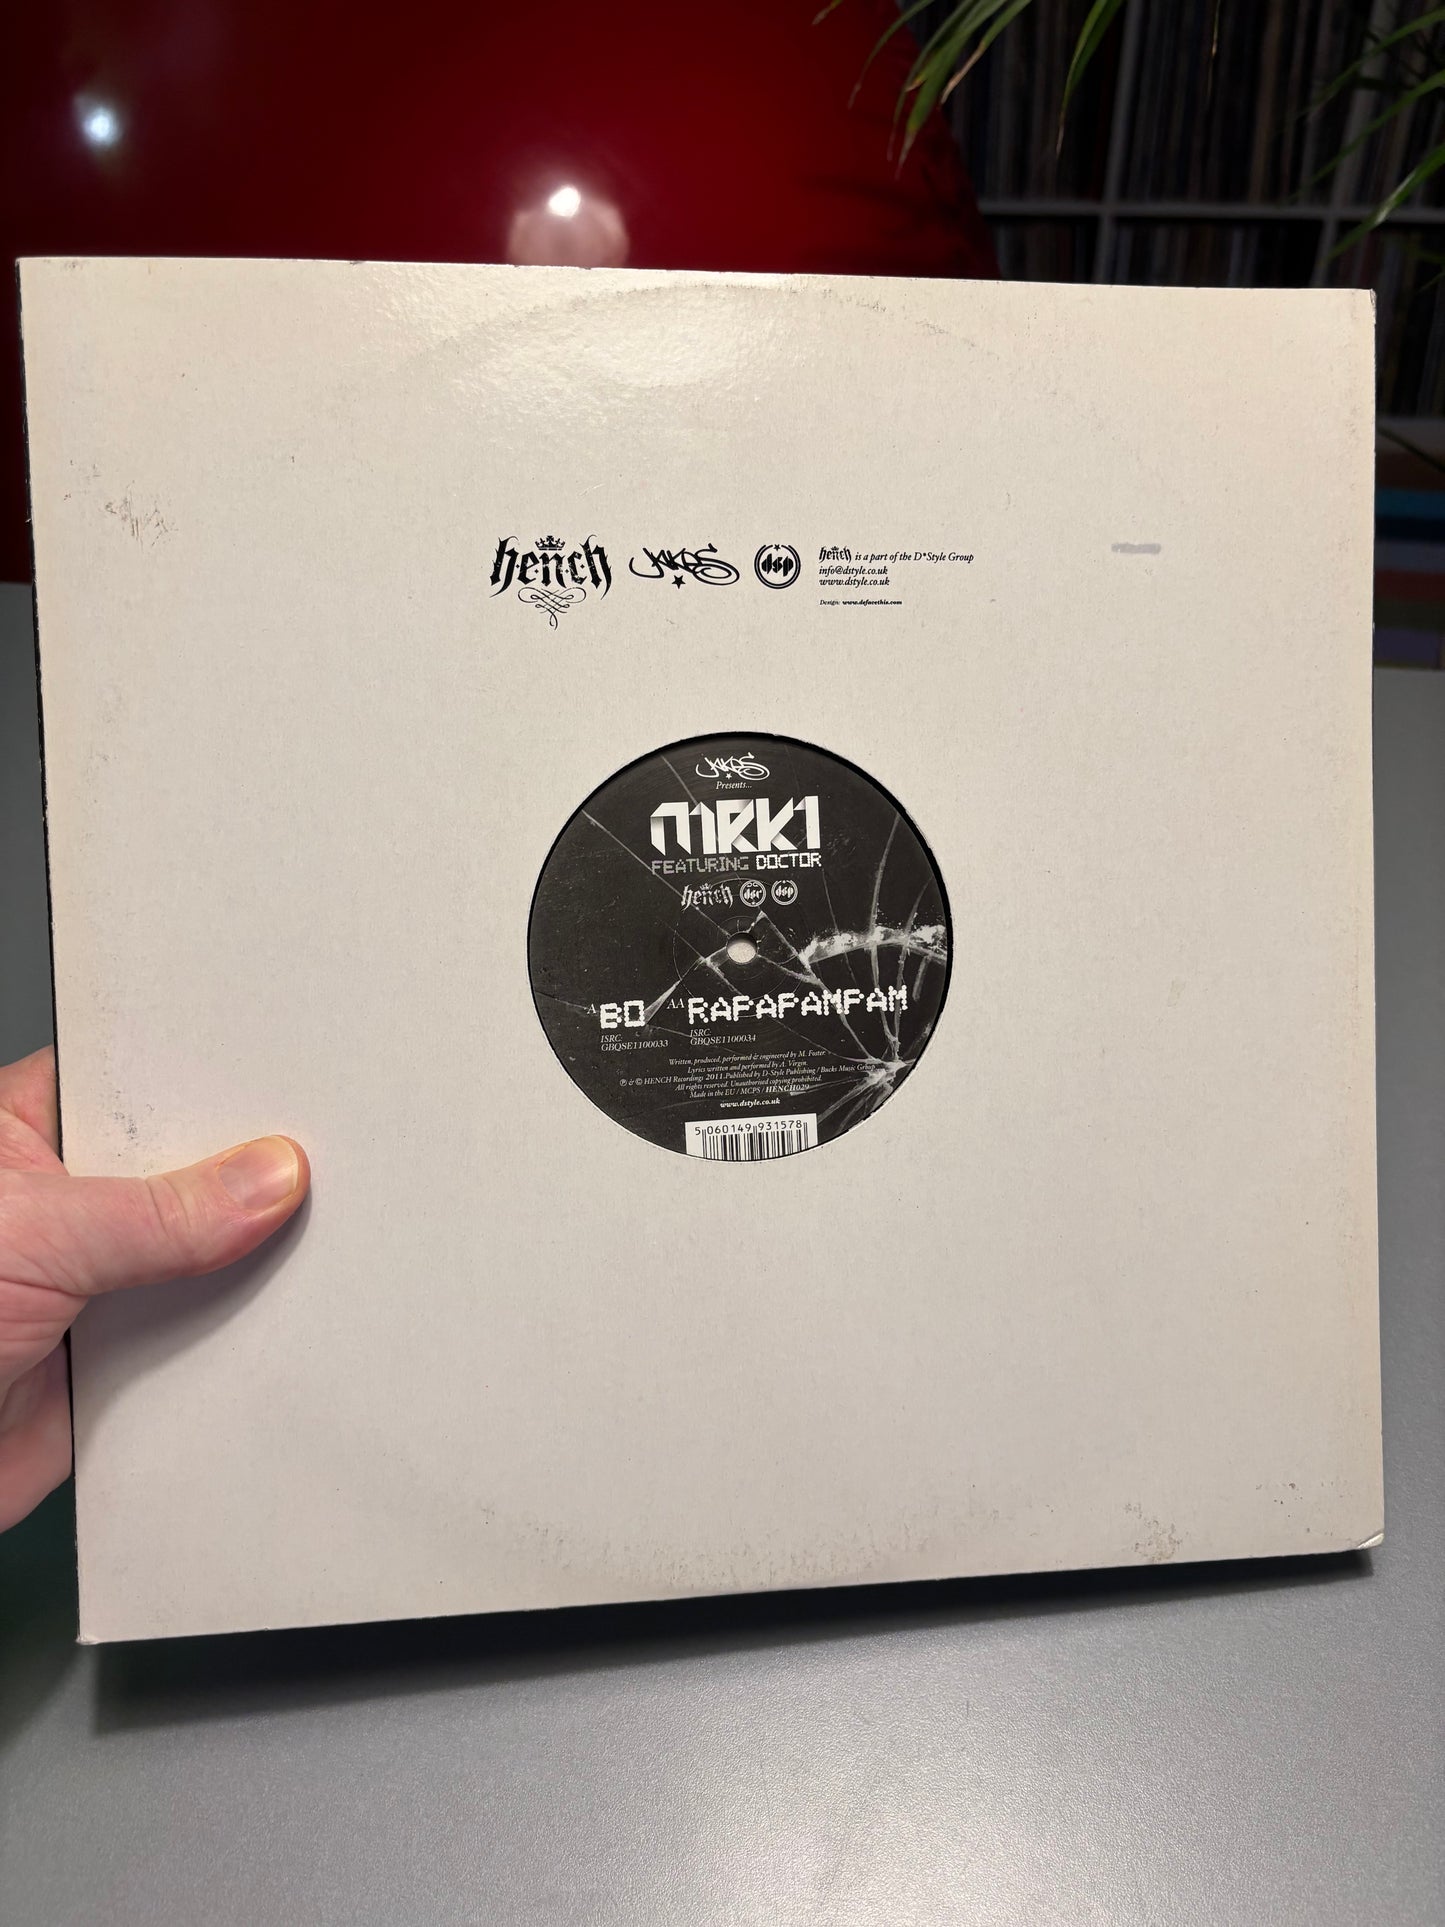 hench
JAKES
dsp
hench is a part of the D*Style Group
info@dstyle.co.uk
www.dstyle.co.uk
Design: www.defacethis.com
JAKES
Presents...
MRK1
FEATURING DOCTOR
hench dsr dsp
A BO AA RAPAPAMPAM
ISRC: ISRC:
GBQSE1100033 GBQSE1100034
Written, produced, performed & engineered by M. Foster.
Lyrics written and performed by A. Virgin.
℗ & © HENCH Recordings 2011. Published by D-Style Publishing / Bucks Music Group.
All rights reserved. Unauthorised copying prohibited.
Made in the EU / MCPS / HENCH029
www.dstyle.co.uk
5 060149 931578